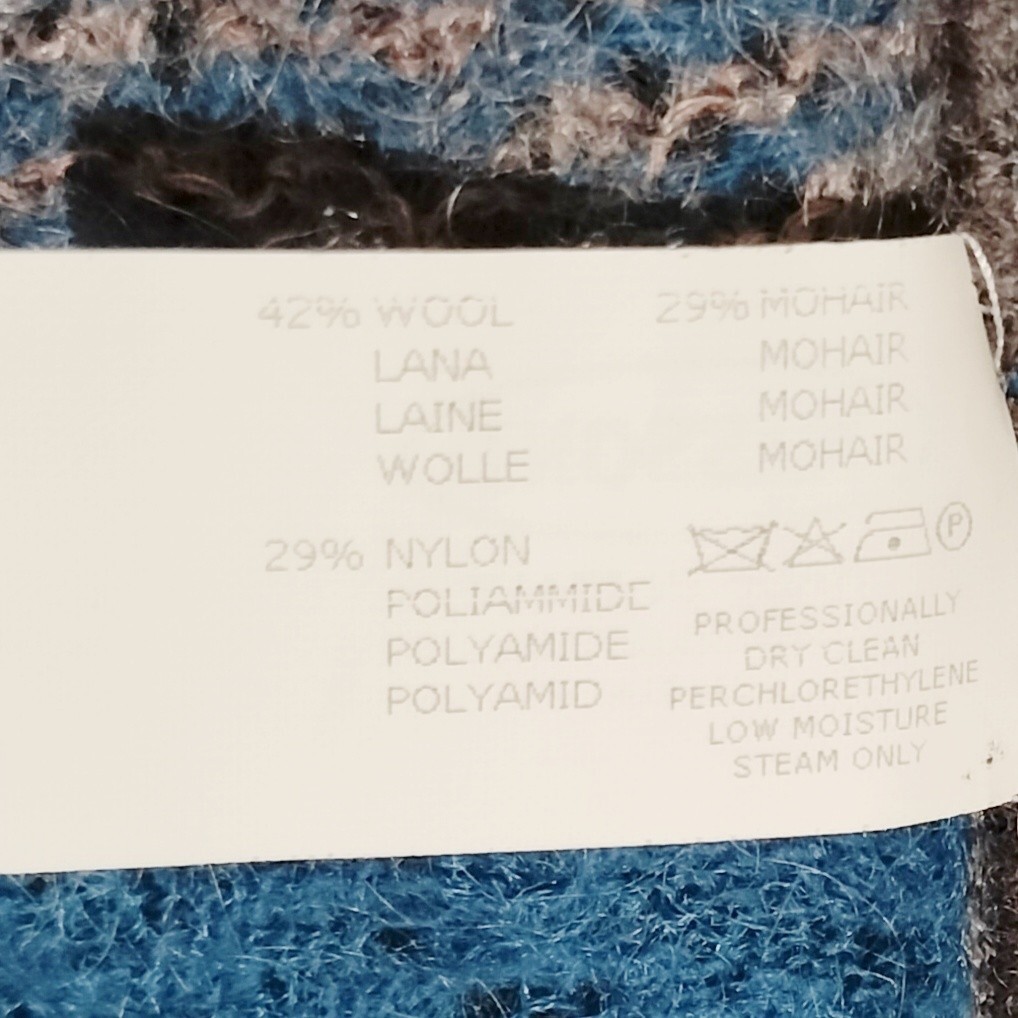 42% WOOL
LANA
LAINE
WOLLE
29% MOHAIR
MOHAIR
MOHAIR
MOHAIR
29% NYLON
POLIAMMIDE
POLYAMIDE
POLYAMID
P
PROFESSIONALLY
DRY CLEAN
PERCHLORETHYLENE
LOW MOISTURE
STEAM ONLY